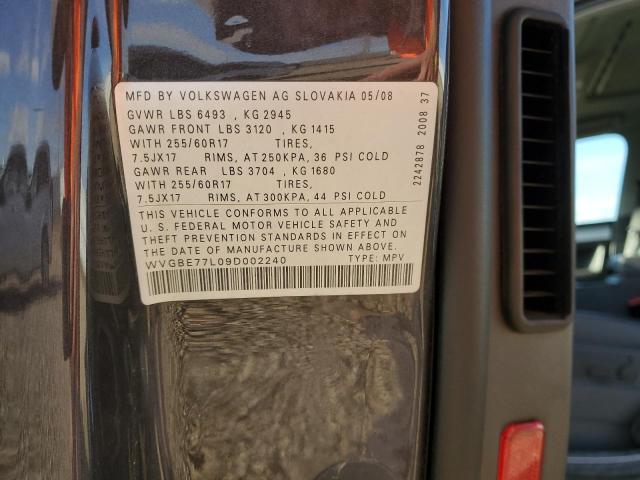 MFD BY VOLKSWAGEN AG SLOVAKIA 05/08
GVWR LBS 6493 , KG 2945
GAWR FRONT LBS 3120 , KG 1415
WITH 255/60R17 TIRES,
7.5JX17 RIMS, AT 250KPA, 36 PSI COLD
GAWR REAR LBS 3704 , KG 1680
WITH 255/60R17 TIRES,
7.5JX17 RIMS, AT 300KPA, 44 PSI COLD
THIS VEHICLE CONFORMS TO ALL APPLICABLE
U. S. FEDERAL MOTOR VEHICLE SAFETY AND
THEFT PREVENTION STANDARDS IN EFFECT ON
THE DATE OF MANUFACTURE SHOWN ABOVE.
WVGBE77L09D002240 TYPE: MPV
2242878 2008 37